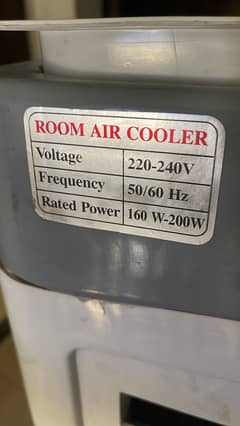 ROOM AIR COOLER
Voltage 220-240V
Frequency 50/60 Hz
Rated Power 160 W-200W